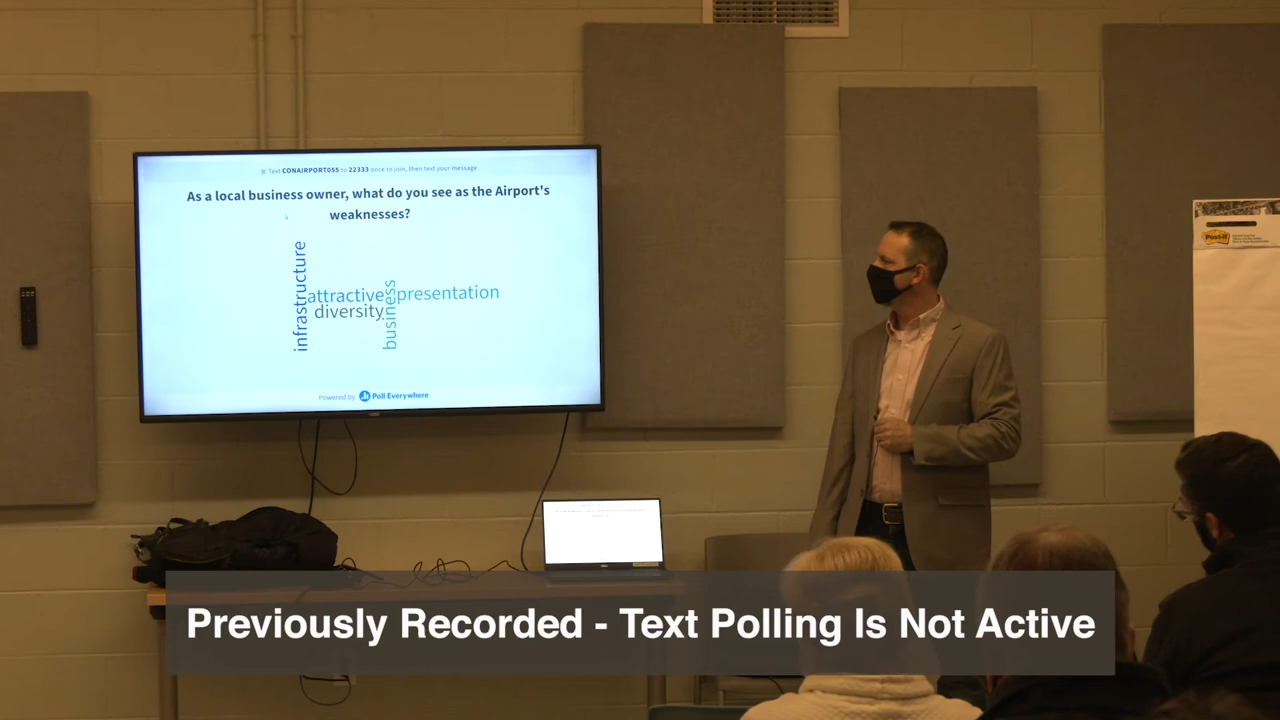 Text CONAIRPORT055 to 22333 once to join, then text your message
As a local business owner, what do you see as the Airport's
weaknesses?
infrastructure
attractive
diversity
business
presentation
Powered by Poll Everywhere
Post-it
Previously Recorded - Text Polling Is Not Active